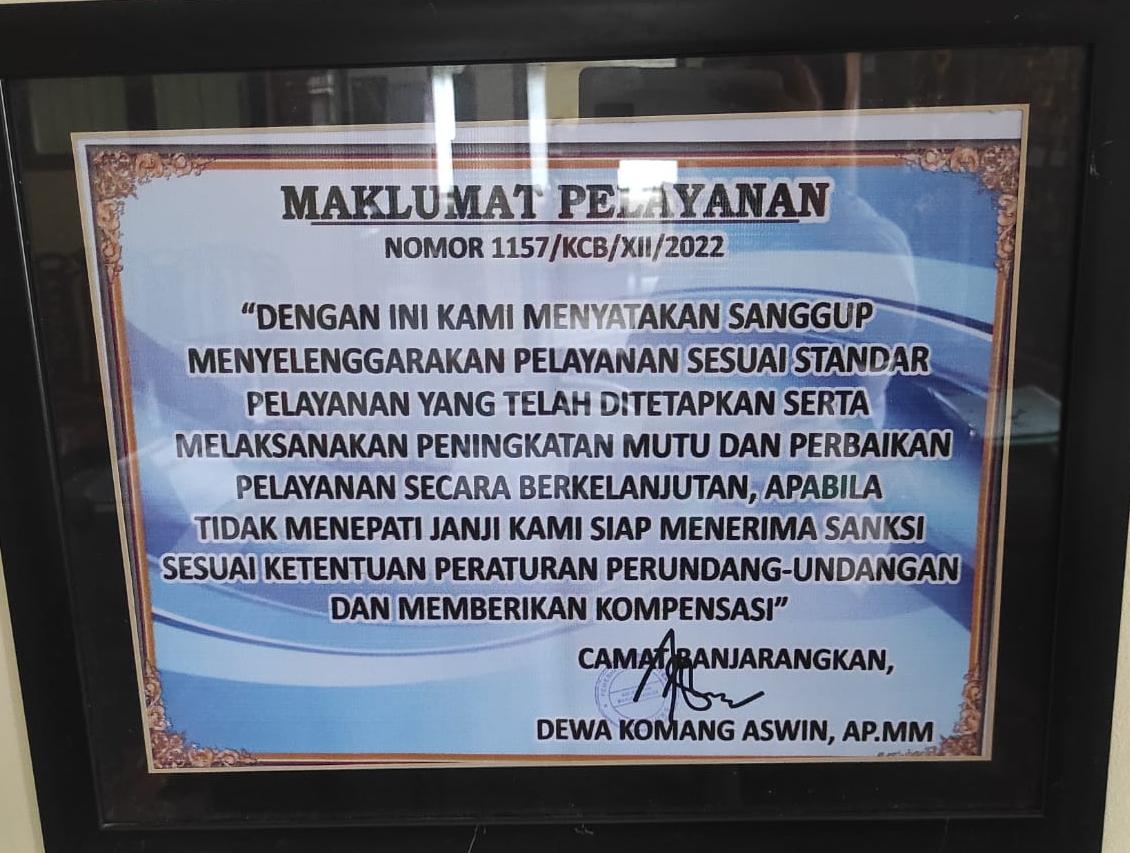 MAKLUMAT PELAYANAN
NOMOR 1157/KCB/XII/2022
“DENGAN INI KAMI MENYATAKAN SANGGUP
MENYELENGGARAKAN PELAYANAN SESUAI STANDAR
PELAYANAN YANG TELAH DITETAPKAN SERTA
MELAKSANAKAN PENINGKATAN MUTU DAN PERBAIKAN
PELAYANAN SECARA BERKELANJUTAN, APABILA
TIDAK MENEPATI JANJI KAMI SIAP MENERIMA SANKSI
SESUAI KETENTUAN PERATURAN PERUNDANG-UNDANGAN
DAN MEMBERIKAN KOMPENSASI”
CAMAT BANJARANGKAN,
DEWA KOMANG ASWIN, AP.MM